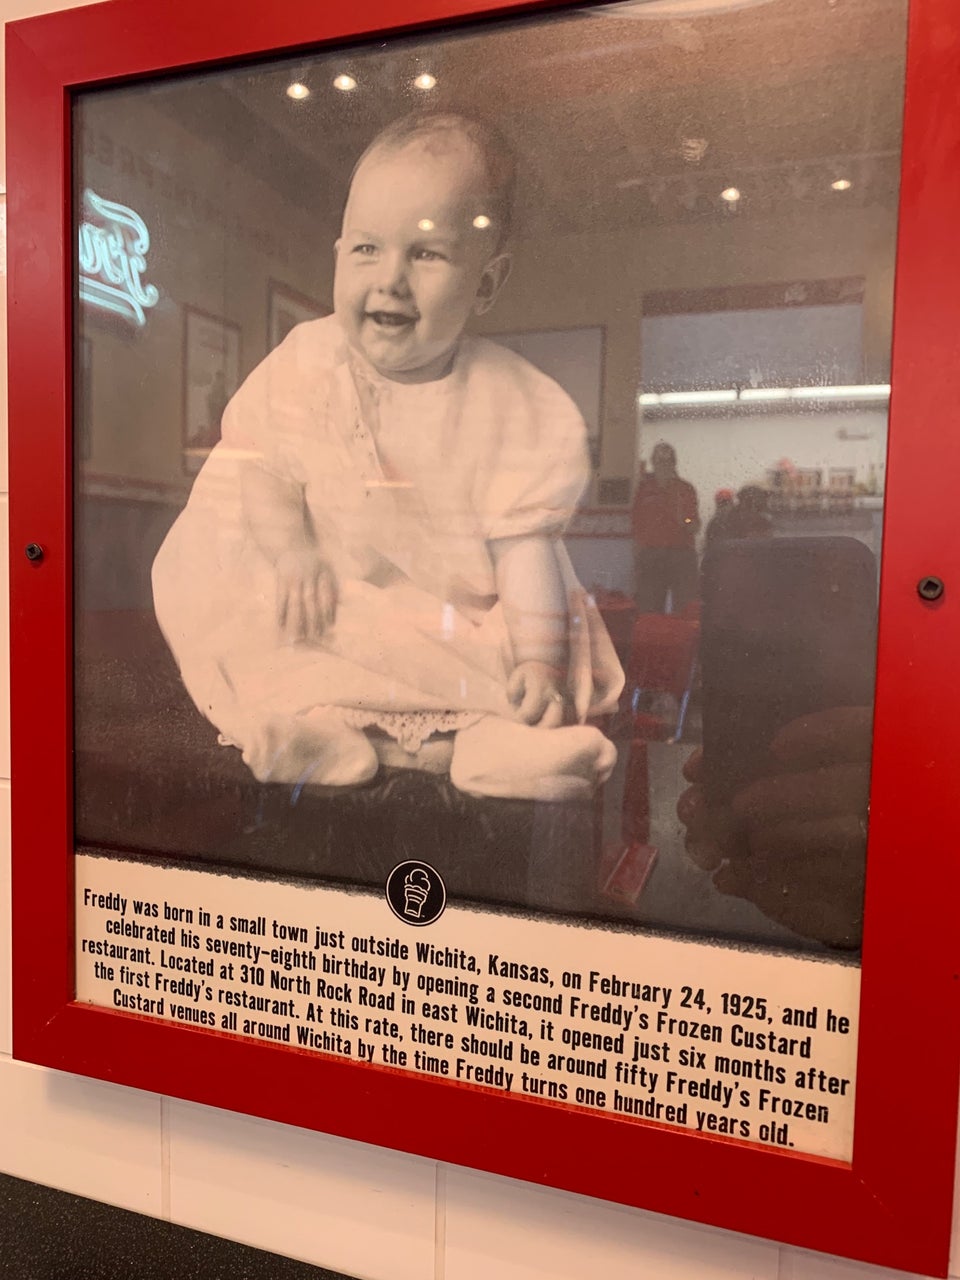 Freddy was born in a small town just outside Wichita, Kansas, on February 24, 1925, and he
celebrated his seventy-eighth birthday by opening a second Freddy's Frozen Custard
restaurant. Located at 310 North Rock Road in east Wichita, it opened just six months after
the first Freddy's restaurant. At this rate, there should be around fifty Freddy's Frozen
Custard venues all around Wichita by the time Freddy turns one hundred years old.